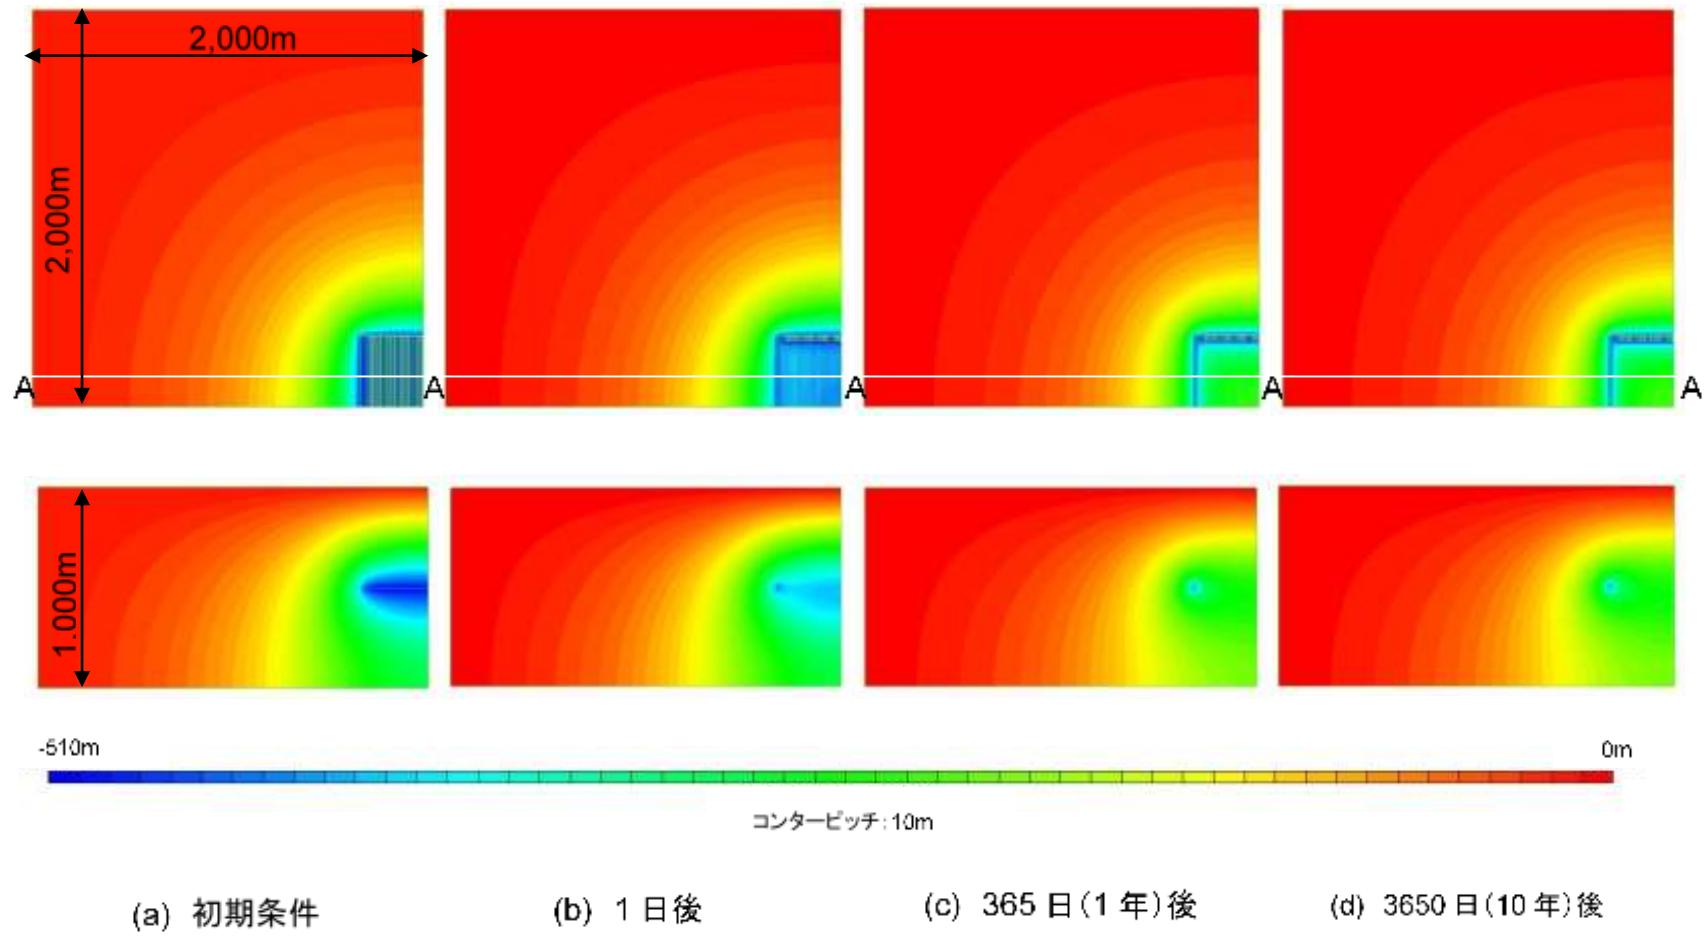 2,000m
2,000m
A A A A A
1.000m
-510m 0m
コンターピッチ:10m
(a) 初期条件 (b) 1日後 (c) 365日(1年)後 (d) 3650日(10年)後